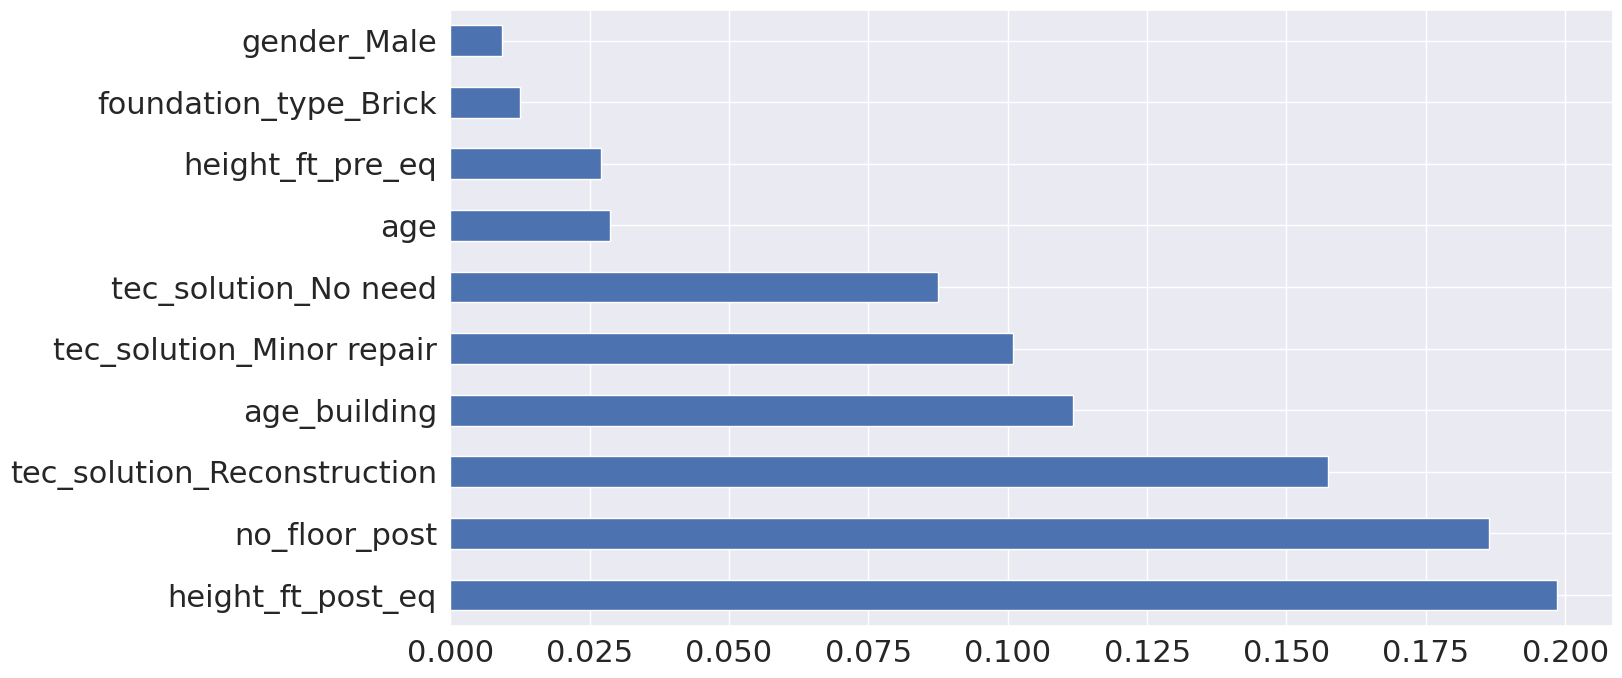 gender_Male
foundation_type_Brick
height_ft_pre_eq
age
tec_solution_No need
tec_solution_Minor repair
age_building
tec_solution_Reconstruction
no_floor_post
height_ft_post_eq
0.000 0.025 0.050 0.075 0.100 0.125 0.150 0.175 0.200